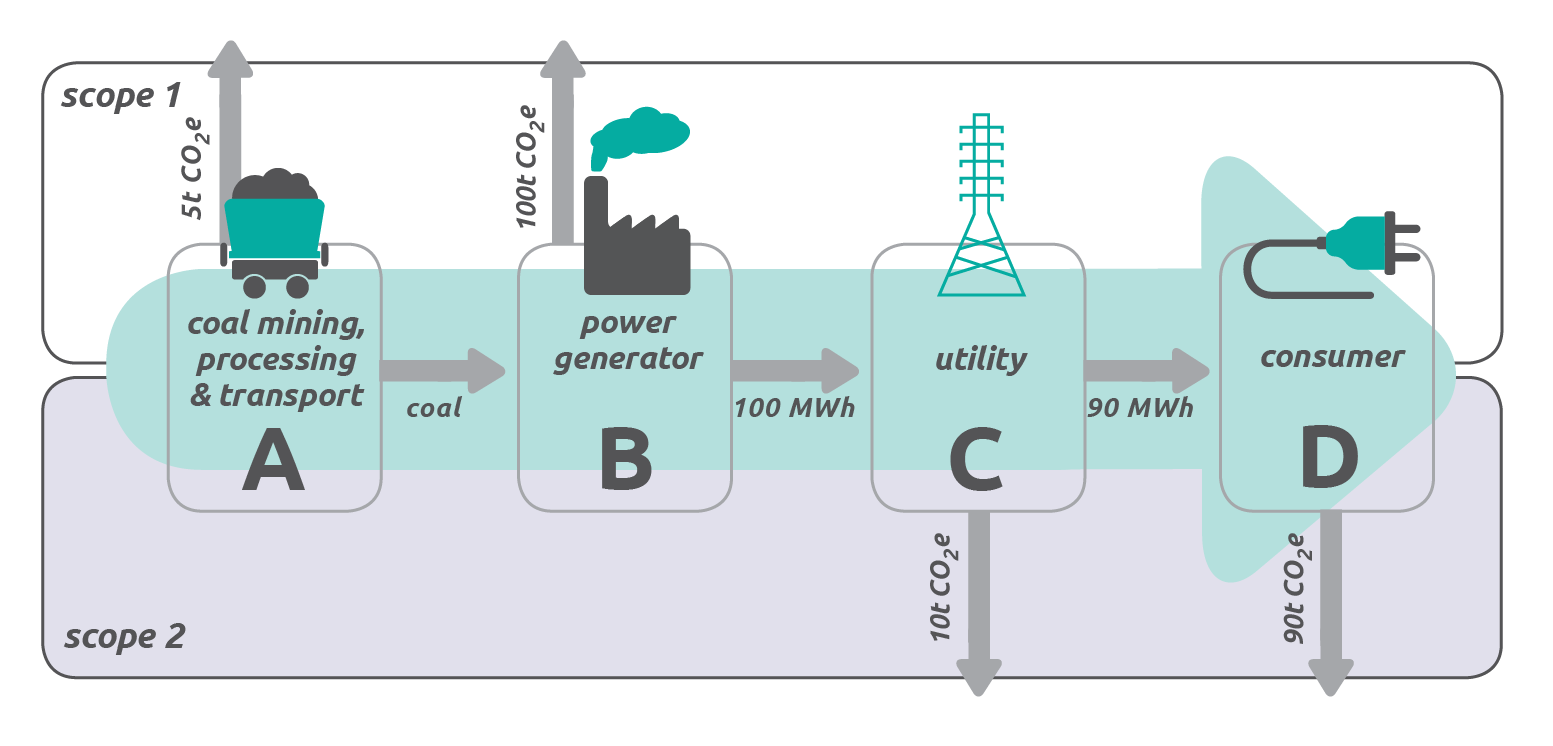 scope 1
5t CO₂e
100t CO₂e
coal mining,
processing
& transport
A
coal
power
generator
B
100 MWh
utility
C
90 MWh
consumer
D
10t CO₂e
90t CO₂e
scope 2